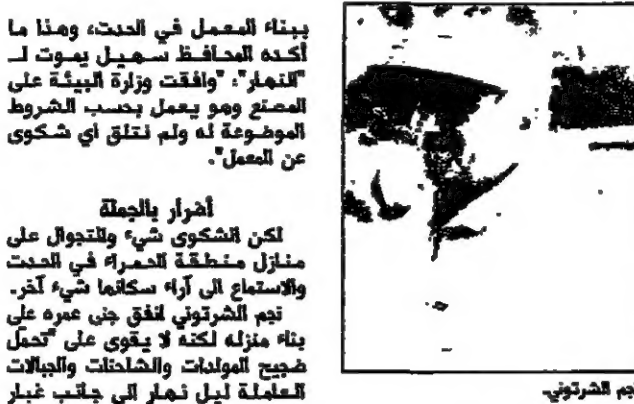 ببناء المعمل في الحدث، وهذا ما
أكده المحافظ سهيل يموت لـ
"النهار": "وافقت وزارة البيئة على
المصنع وهو يعمل بحسب الشروط
الموضوعة له ولم نتلق اي شكوى
عن المعمل".
أضرار بالجملة
لكن الشكوى شيء والتجوال على
منازل منطقة الحمراء في الحدث
والاستماع الى آراء سكانها شيء آخر.
نجم الشرتوني انفق جنى عمره على
بناء منزله لكنه لا يقوى على "تحمل
ضجيج المولدات والشاحنات والجبالات
العاملة ليل نهار الى جانب غبار
نجم الشرتوني.